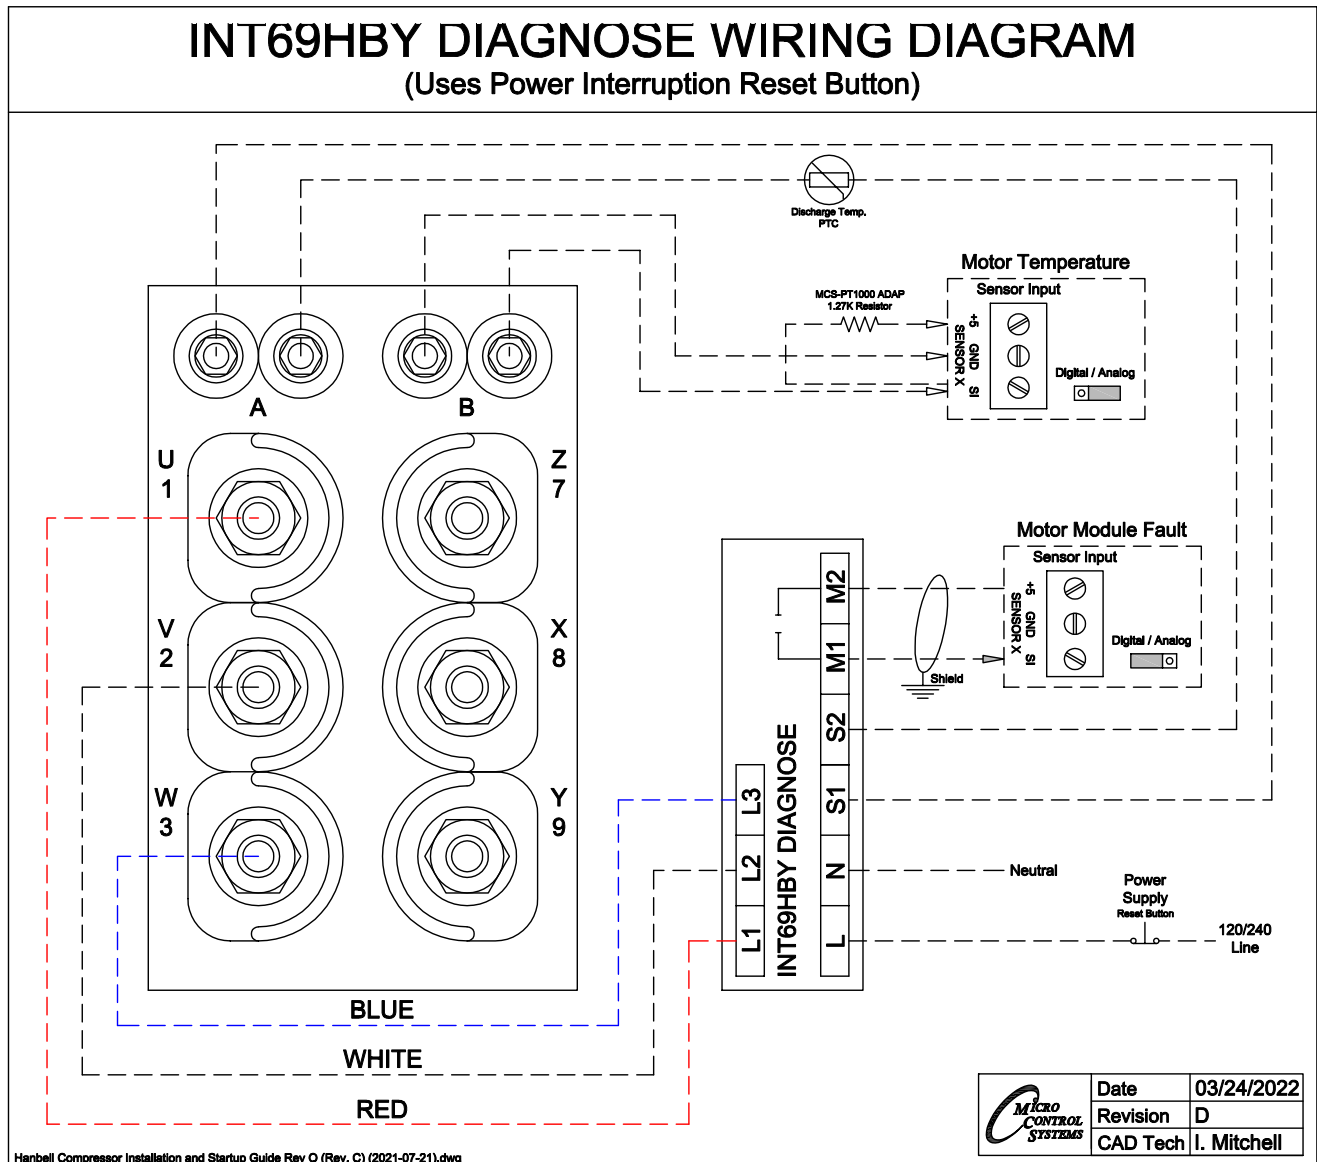 INT69HBY DIAGNOSE WIRING DIAGRAM
(Uses Power Interruption Reset Button)
Discharge Temp.
PTC
Motor Temperature
Sensor Input
MCS-PT1000 ADAP
1.27K Resistor
+5
GND
SI
SENSOR X
Digital / Analog
A
B
U
1
Z
7
V
2
X
8
W
3
Y
9
Motor Module Fault
Sensor Input
+5
GND
SI
SENSOR X
Digital / Analog
Shield
M2
M1
S2
S1
N
L
L3
L2
L1
INT69HBY DIAGNOSE
Neutral
Power
Supply
Reset Button
120/240
Line
BLUE
WHITE
RED
MICRO
CONTROL
SYSTEMS
Date 03/24/2022
Revision D
CAD Tech I. Mitchell
Hanbell Compressor Installation and Startup Guide Rev O (Rev. C) (2021-07-21).dwg